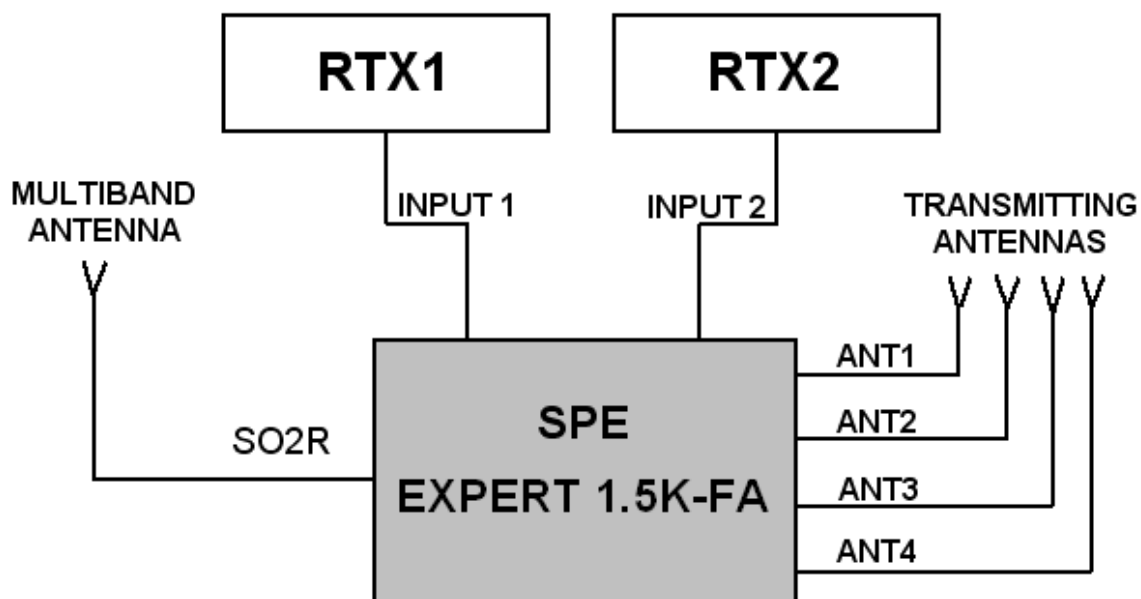 RTX1
RTX2
INPUT 1
INPUT 2
MULTIBAND
ANTENNA
TRANSMITTING
ANTENNAS
SO2R
SPE
EXPERT 1.5K-FA
ANT1
ANT2
ANT3
ANT4